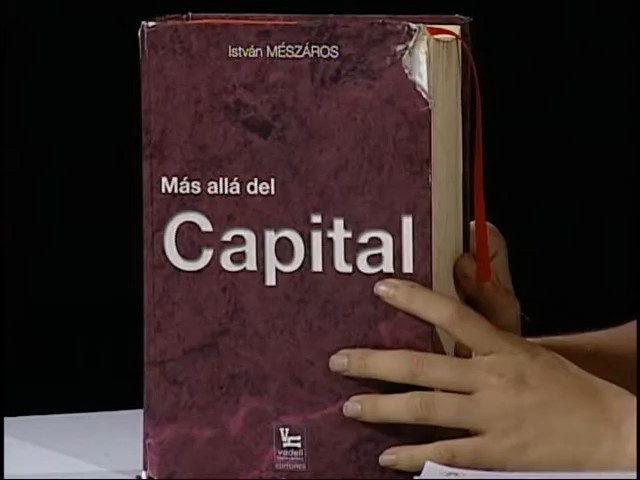 István MÉSZÁROS
Más allá del
Capital
vadell
EDITORES